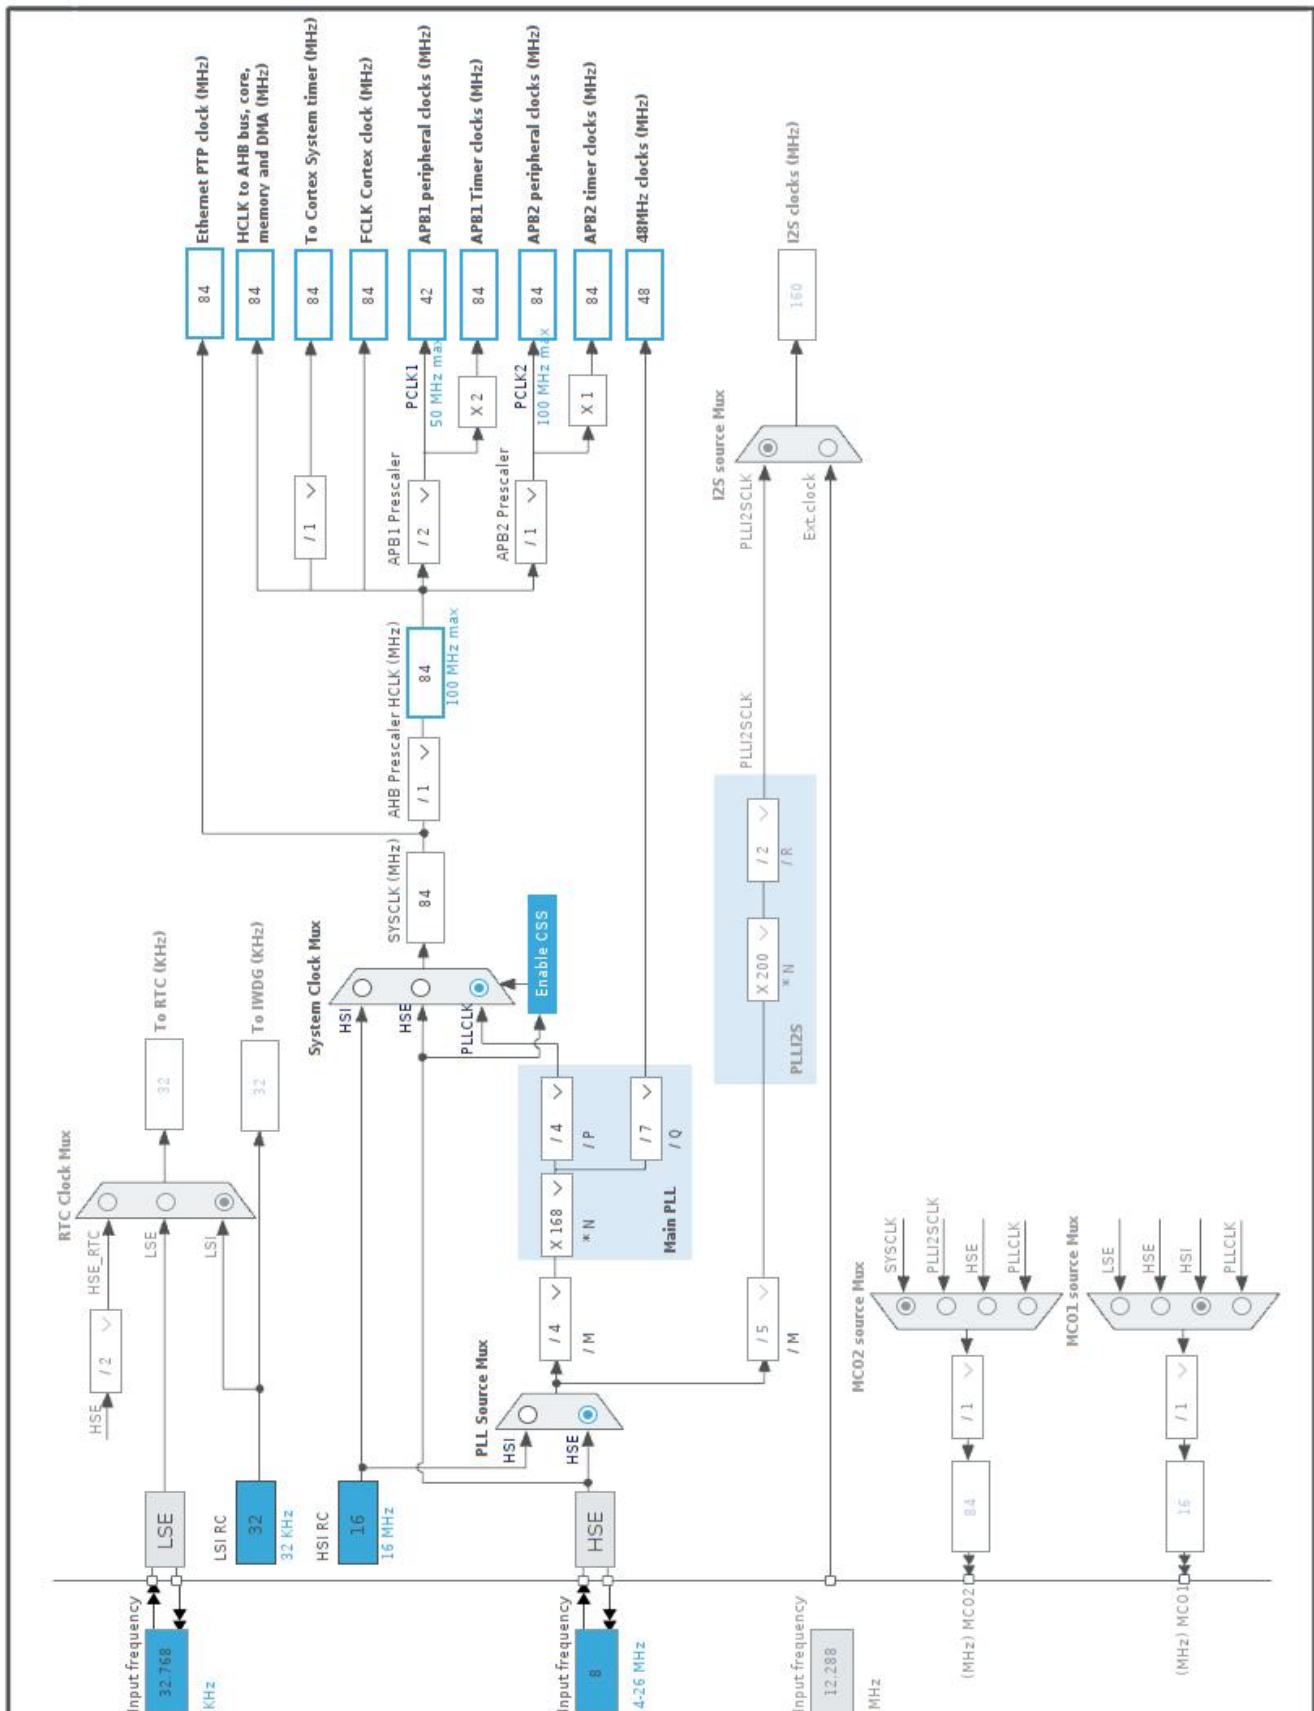 Input frequency
32.768
KHz
LSE
LSI RC
32
32 KHz
HSI RC
16
16 MHz
HSE
/ 2
HSE_RTC
LSE
LSI
RTC Clock Mux
32
To RTC (KHz)
32
To IWDG (KHz)
Input frequency
8
4-26 MHz
HSE
PLL Source Mux
HSI
HSE
/ 4
/ M
X 168
* N
/ 4
/ P
/ 7
/ Q
Main PLL
System Clock Mux
HSI
HSE
PLLCLK
Enable CSS
SYSCLK (MHz)
84
AHB Prescaler
/ 1
HCLK (MHz)
84
100 MHz max
/ 1
APB1 Prescaler
/ 2
PCLK1
50 MHz max
X 2
APB2 Prescaler
/ 1
PCLK2
100 MHz max
X 1
84
Ethernet PTP clock (MHz)
84
HCLK to AHB bus, core,
memory and DMA (MHz)
84
To Cortex System timer (MHz)
84
FCLK Cortex clock (MHz)
42
APB1 peripheral clocks (MHz)
84
APB1 Timer clocks (MHz)
84
APB2 peripheral clocks (MHz)
84
APB2 timer clocks (MHz)
48
48MHz clocks (MHz)
/ 5
/ M
X 200
* N
/ 2
/ R
PLLI2S
PLLI2SCLK
PLLI2SCLK
Ext.clock
I2S source Mux
160
I2S clocks (MHz)
Input frequency
12.288
MHz
MCO2 source Mux
SYSCLK
PLLI2SCLK
HSE
PLLCLK
/ 1
84
(MHz) MCO2
MCO1 source Mux
LSE
HSE
HSI
PLLCLK
/ 1
16
(MHz) MCO1